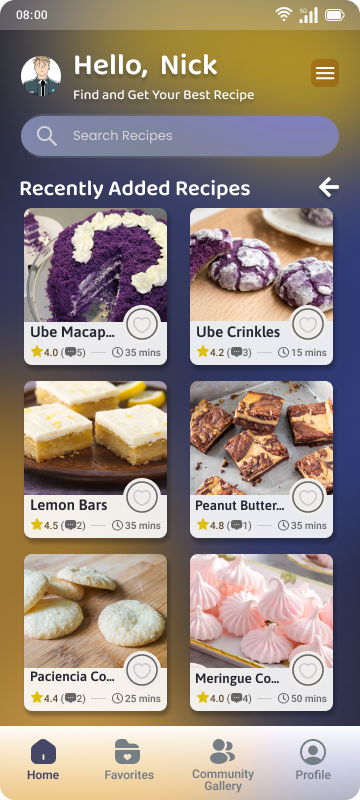 08:00
5G
Hello, Nick
Find and Get Your Best Recipe
Search Recipes
Recently Added Recipes
Ube Macap...
4.0 (5) 35 mins
Ube Crinkles
4.2 (3) 15 mins
Lemon Bars
4.5 (2) 35 mins
Peanut Butter...
4.8 (1) 35 mins
Paciencia Co...
4.4 (2) 25 mins
Meringue Co...
4.0 (4) 50 mins
Home
Favorites
Community
Gallery
Profile